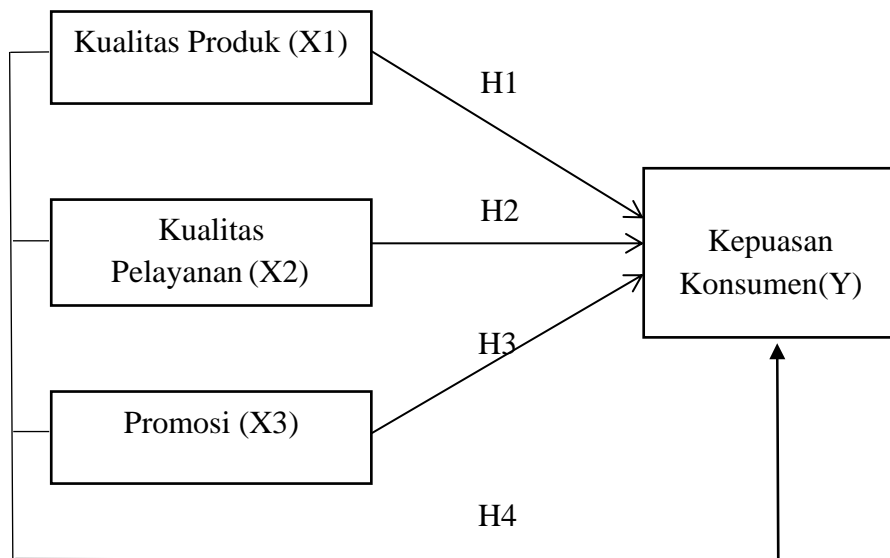 Kualitas Produk (X1)
H1
Kualitas
Pelayanan (X2)
H2
Kepuasan
Konsumen(Y)
H3
Promosi (X3)
H4